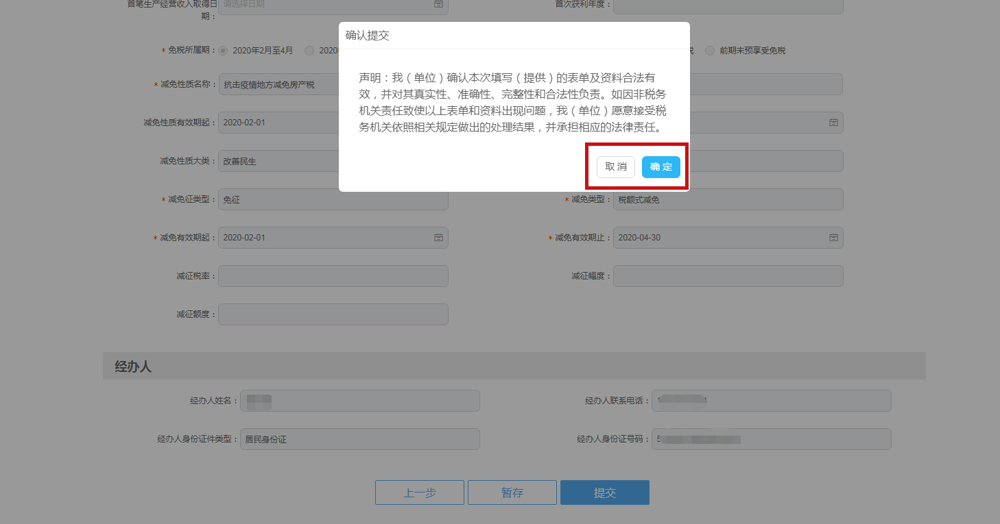 首笔生产经营收入取得日期：
请选择日期
首次获利年度：
确认提交
* 免税所属期： 2020年2月至4月 2020 税 前期未预享受免税
声明：我（单位）确认本次填写（提供）的表单及资料合法有
效，并对其真实性、准确性、完整性和合法性负责。如因非税务
机关责任致使以上表单和资料出现问题，我（单位）愿意接受税
务机关依照相关规定做出的处理结果，并承担相应的法律责任。
* 减免性质名称： 抗击疫情地方减免房产税
减免性质有效期起： 2020-02-01
减免性质大类： 改善民生
取 消 确 定
* 减免征类型： 免征 * 减免类型： 税额式减免
* 减免有效期起： 2020-02-01 * 减免有效期止： 2020-04-30
减征税率： 减征幅度：
减征额度：
经办人
经办人姓名： 经办人联系电话：
经办人身份证件类型： 居民身份证 经办人身份证号码： 5
上一步 暂存 提交